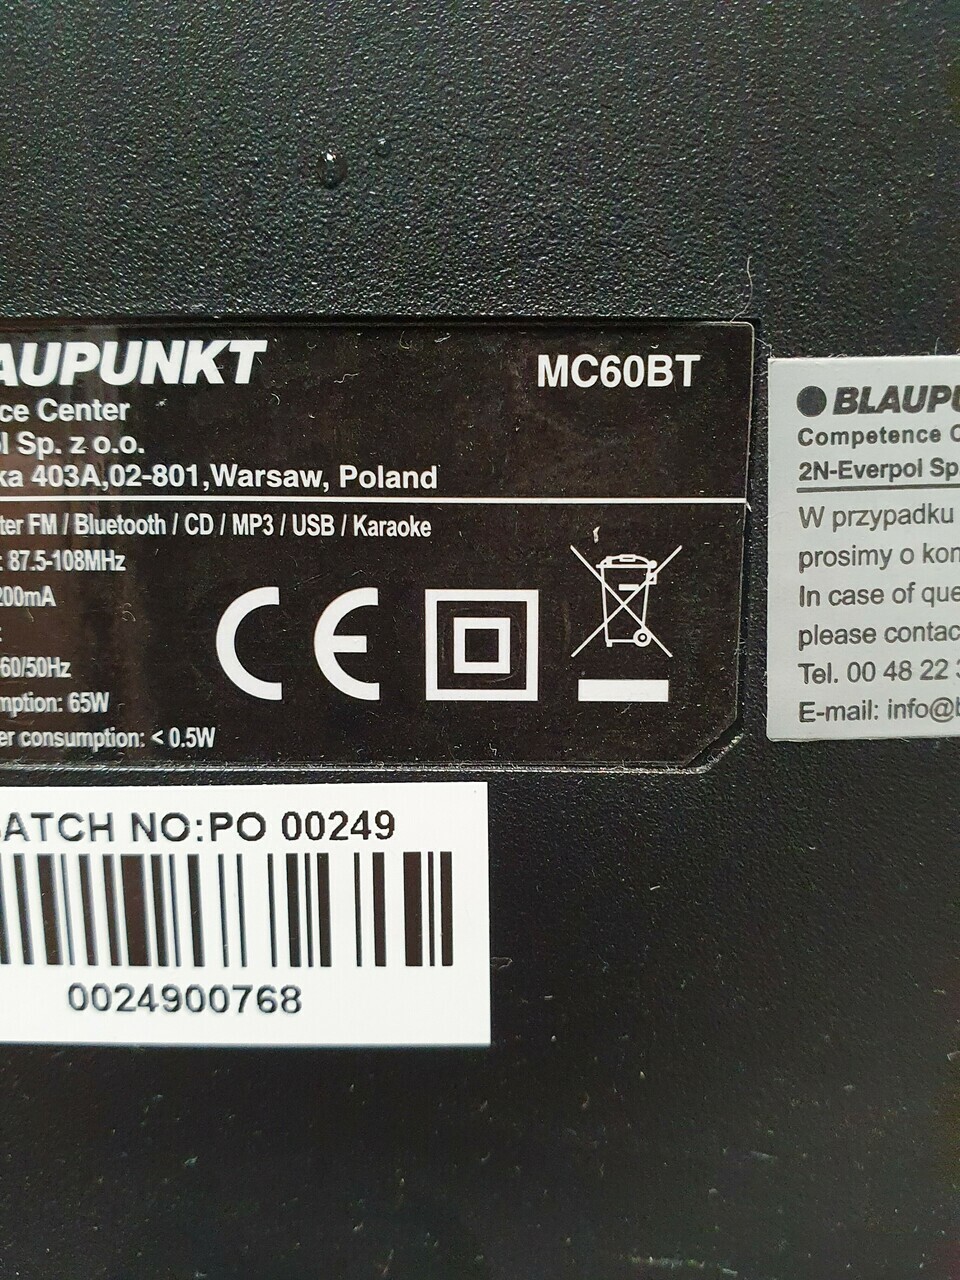 AUPUNKT
MC60BT
ce Center
l Sp. z o.o.
ka 403A,02-801,Warsaw, Poland
ter FM / Bluetooth / CD / MP3 / USB / Karaoke
: 87.5-108MHz
200mA
:
60/50Hz
mption: 65W
er consumption: < 0.5W
CE
BLAUPU
Competence C
2N-Everpol Sp
W przypadku
prosimy o kon
In case of que
please contac
Tel. 00 48 22 3
E-mail: info@b
BATCH NO:PO 00249
0024900768